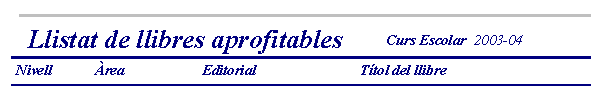 Llistat de llibres aprofitables Curs Escolar 2003-04
Nivell Àrea Editorial Títol del llibre